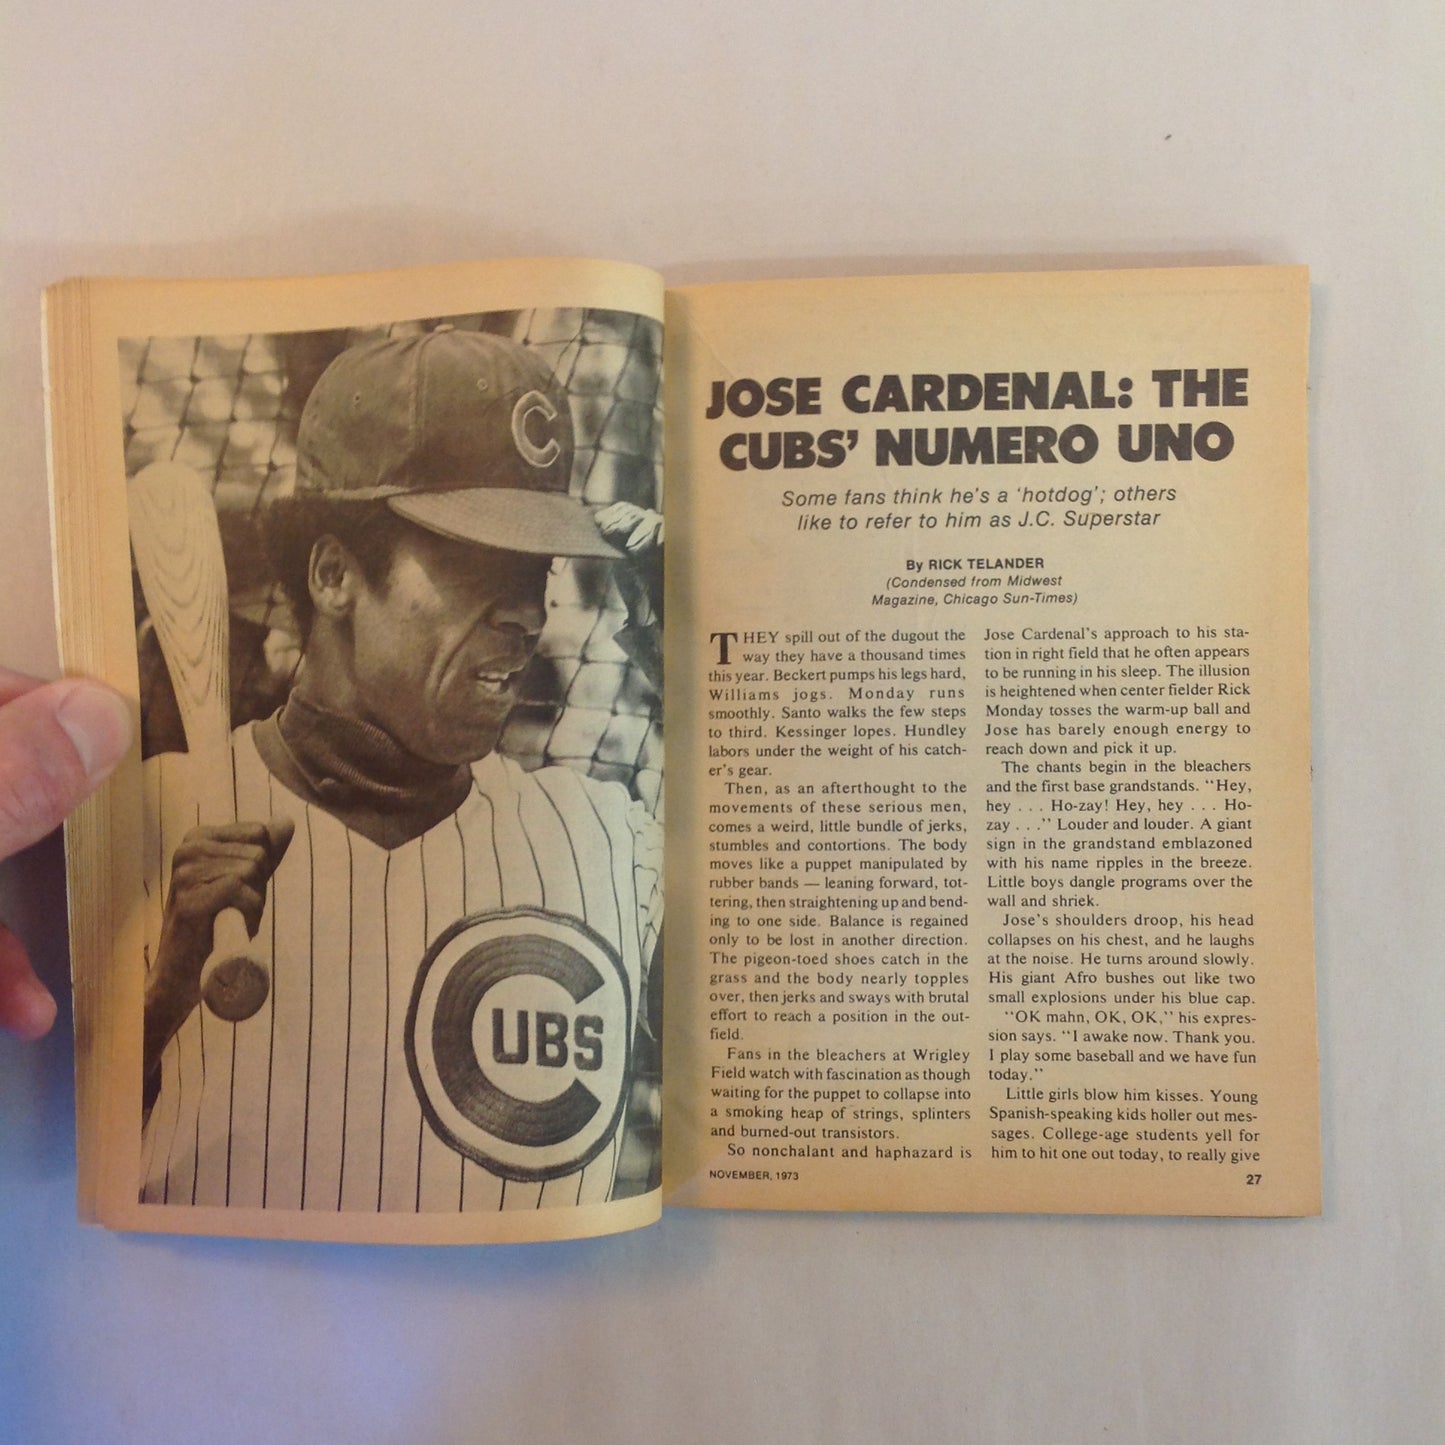 C
CUBS
JOSE CARDENAL: THE
CUBS' NUMERO UNO
Some fans think he's a 'hotdog'; others
like to refer to him as J.C. Superstar
By RICK TELANDER
(Condensed from Midwest
Magazine, Chicago Sun-Times)
THEY spill out of the dugout the
way they have a thousand times
this year. Beckert pumps his legs hard,
Williams jogs. Monday runs
smoothly. Santo walks the few steps
to third. Kessinger lopes. Hundley
labors under the weight of his catch-
er's gear.
Then, as an afterthought to the
movements of these serious men,
comes a weird, little bundle of jerks,
stumbles and contortions. The body
moves like a puppet manipulated by
rubber bands — leaning forward, tot-
tering, then straightening up and bend-
ing to one side. Balance is regained
only to be lost in another direction.
The pigeon-toed shoes catch in the
grass and the body nearly topples
over, then jerks and sways with brutal
effort to reach a position in the out-
field.
Fans in the bleachers at Wrigley
Field watch with fascination as though
waiting for the puppet to collapse into
a smoking heap of strings, splinters
and burned-out transistors.
So nonchalant and haphazard is
Jose Cardenal's approach to his sta-
tion in right field that he often appears
to be running in his sleep. The illusion
is heightened when center fielder Rick
Monday tosses the warm-up ball and
Jose has barely enough energy to
reach down and pick it up.
The chants begin in the bleachers
and the first base grandstands. "Hey,
hey . . . Ho-zay! Hey, hey . . . Ho-
zay . . ." Louder and louder. A giant
sign in the grandstand emblazoned
with his name ripples in the breeze.
Little boys dangle programs over the
wall and shriek.
Jose's shoulders droop, his head
collapses on his chest, and he laughs
at the noise. He turns around slowly.
His giant Afro bushes out like two
small explosions under his blue cap.
"OK mahn, OK, OK," his expres-
sion says. "I awake now. Thank you.
I play some baseball and we have fun
today."
Little girls blow him kisses. Young
Spanish-speaking kids holler out mes-
sages. College-age students yell for
him to hit one out today, to really give
NOVEMBER, 1973
27